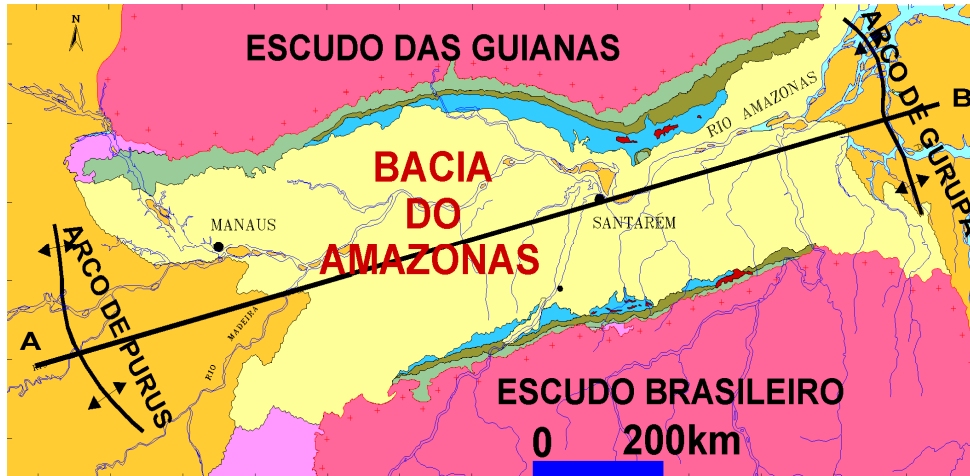 N
ESCUDO DAS GUIANAS
ARCO DE GURUPÁ
B
RIO AMAZONAS
BACIA
DO
AMAZONAS
MANAUS
SANTARÉM
ARCO DE PURUS
A
RIO MADEIRA
ESCUDO BRASILEIRO
0 200km